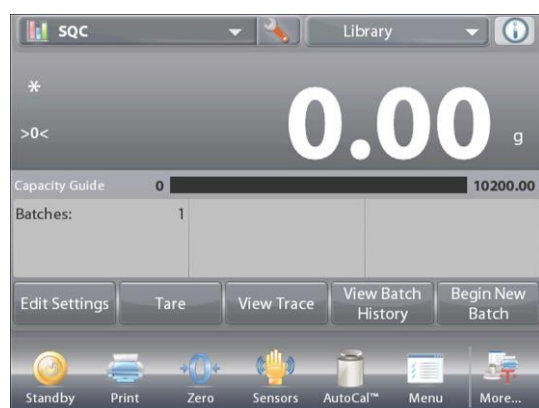 SQC Library
*
>0<
0.00 g
Capacity Guide 0 10200.00
Batches: 1
Edit Settings Tare View Trace View Batch History Begin New Batch
Standby Print Zero Sensors AutoCal™ Menu More...